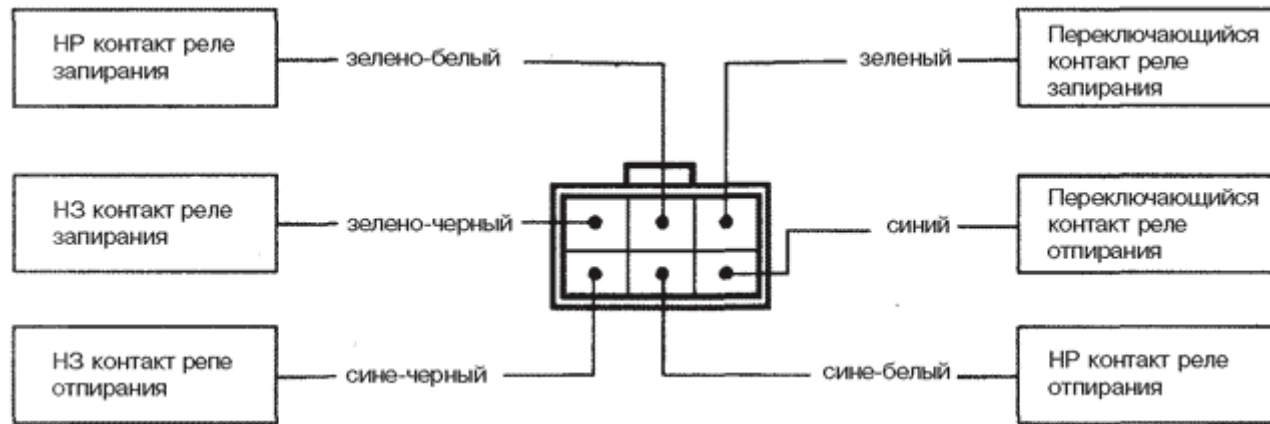 НР контакт реле
запирания
зелено-белый
зеленый
Переключающийся
контакт реле
запирания
НЗ контакт реле
запирания
зелено-черный
синий
Переключающийся
контакт реле
отпирания
НЗ контакт репе
отпирания
сине-черный
сине-белый
НР контакт реле
отпирания